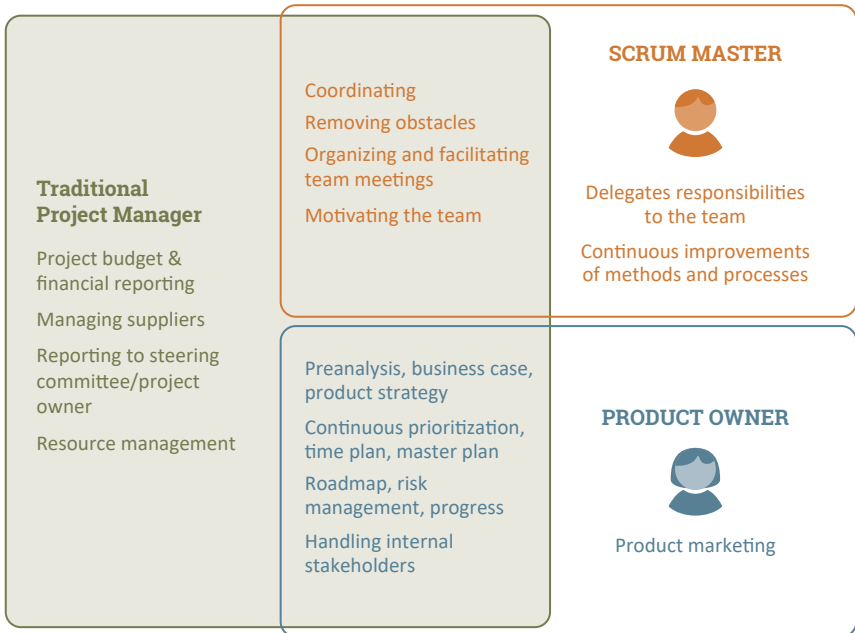 Traditional
Project Manager
Project budget &
financial reporting
Managing suppliers
Reporting to steering
committee/project
owner
Resource management
Coordinating
Removing obstacles
Organizing and facilitating
team meetings
Motivating the team
SCRUM MASTER
Delegates responsibilities
to the team
Continuous improvements
of methods and processes
Preanalysis, business case,
product strategy
Continuous prioritization,
time plan, master plan
Roadmap, risk
management, progress
Handling internal
stakeholders
PRODUCT OWNER
Product marketing